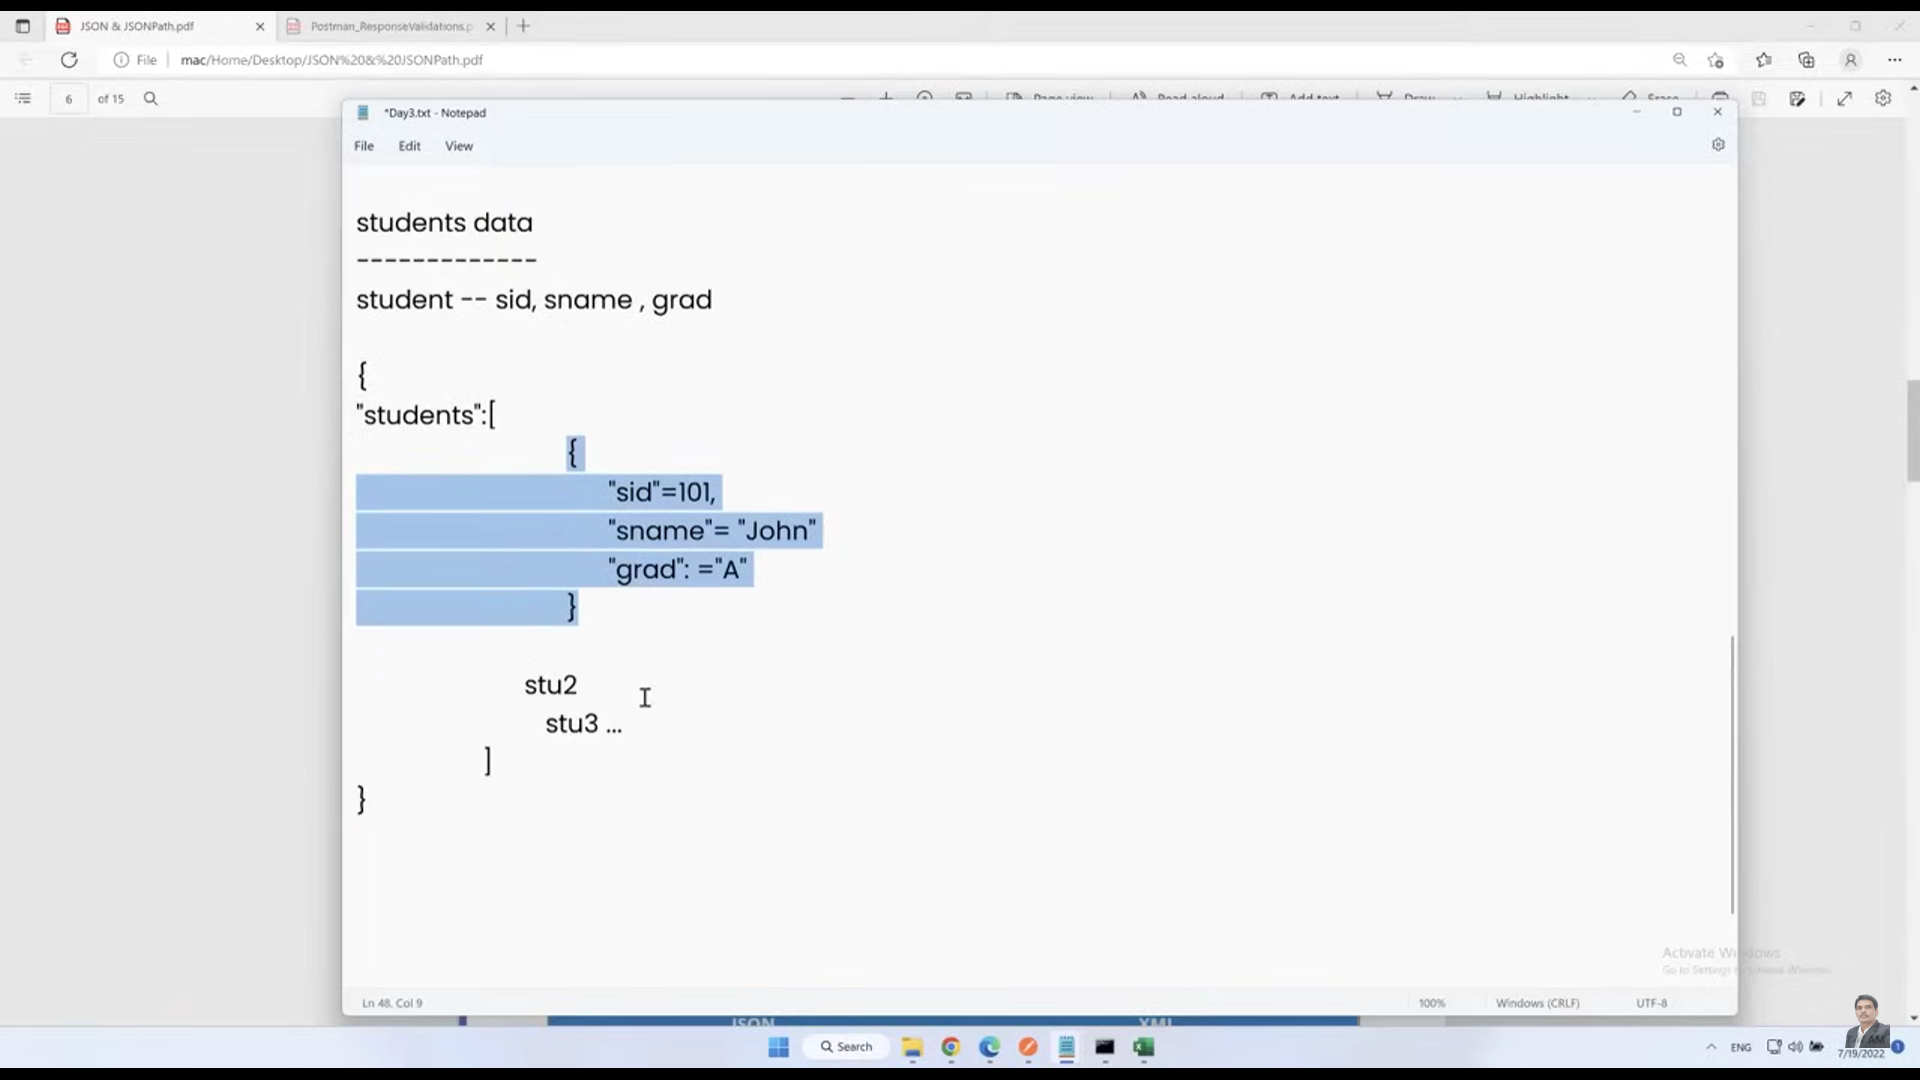 JSON & JSONPath.pdf
Postman_ResponseValidations.p
File
mac/Home/Desktop/JSON%20&%20JSONPath.pdf
6 of 15
Page view
Read aloud
Add text
Draw
Highlight
Erase
*Day3.txt - Notepad
File Edit View
students data
-------------
student -- sid, sname , grad
{
"students":[
{
"sid"=101,
"sname"= "John"
"grad": ="A"
}
stu2
stu3 ...
]
}
Activate Windows
Go to Settings to activate Windows.
Ln 48, Col 9
100%
Windows (CRLF)
UTF-8
JSON
XML
Search
ENG
AM
7/19/2022
1